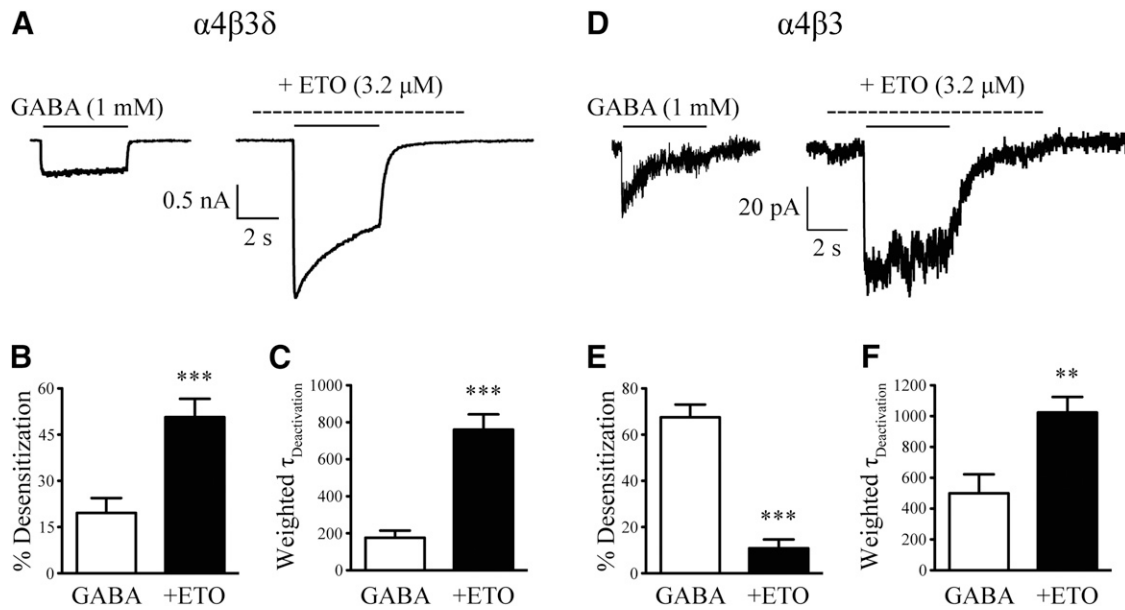 A α4β3δ
GABA (1 mM)
+ ETO (3.2 μM)
0.5 nA
2 s
D α4β3
GABA (1 mM)
+ ETO (3.2 μM)
20 pA
2 s
B
% Desensitization
60
45
30
15
0
***
GABA +ETO
C
Weighted τDeactivation
1000
800
600
400
200
0
***
GABA +ETO
E
% Desensitization
80
60
40
20
0
***
GABA +ETO
F
Weighted τDeactivation
1200
1000
800
600
400
200
0
**
GABA +ETO